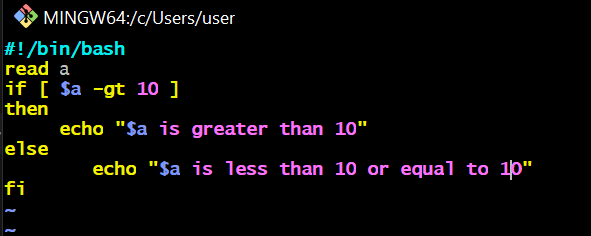 MINGW64:/c/Users/user
#!/bin/bash
read a
if [ $a -gt 10 ]
then
     echo "$a is greater than 10"
else
        echo "$a is less than 10 or equal to 10"
fi
~
~